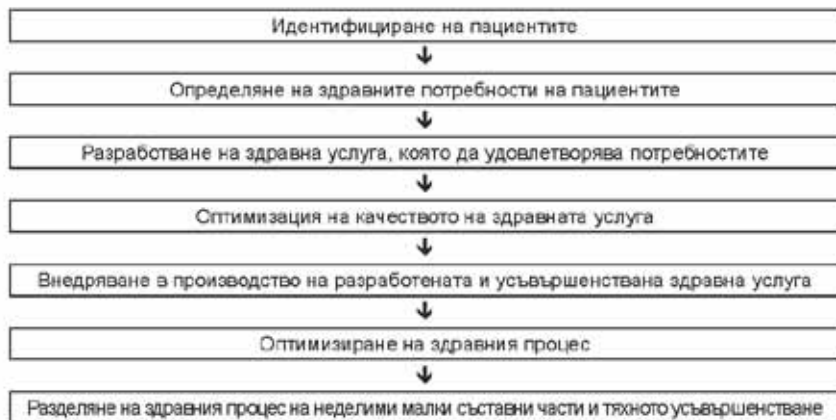 Идентифициране на пациентите
Определяне на здравните потребности на пациентите
Разработване на здравна услуга, която да удовлетворява потребностите
Оптимизация на качеството на здравната услуга
Внедряване в производство на разработената и усъвършенствана здравна услуга
Оптимизиране на здравния процес
Разделяне на здравния процес на неделими малки съставни части и тяхното усъвършенстване